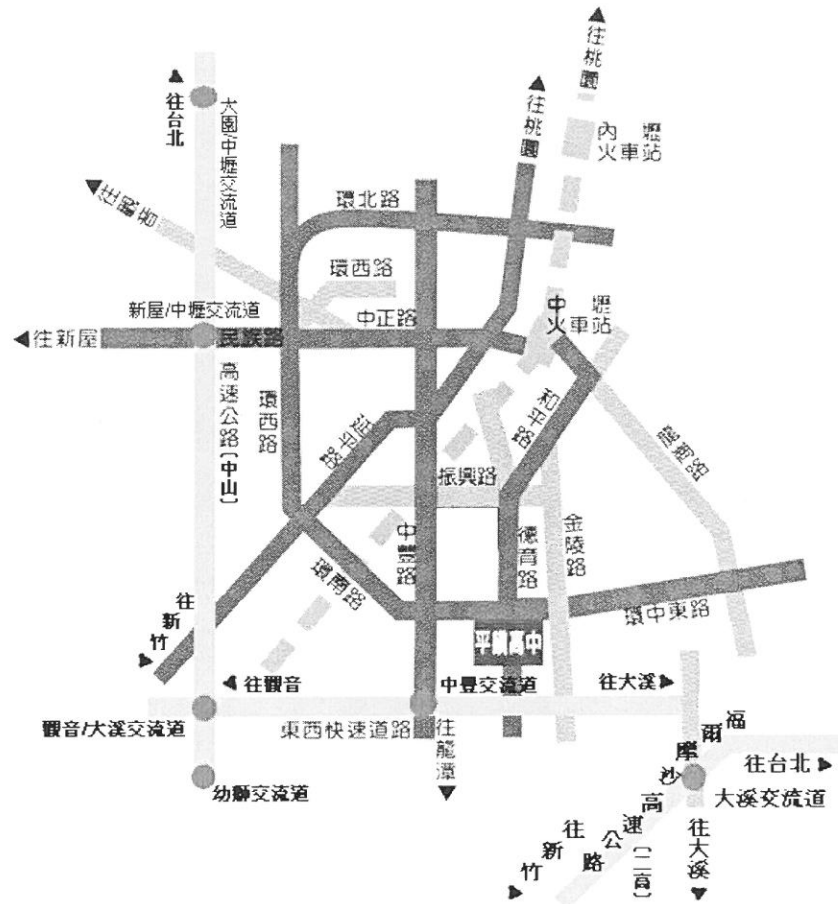 往桃園
往桃園
內壢
火車站
往台北
大園/中壢交流道
往觀音
環北路
環西路
新屋/中壢交流道
中正路
中壢
火車站
往新屋
民族路
高速公路〔中山〕
環西路
延平路
和平路
振興路
中豐路
德育路
金陵路
環南路
環中東路
往新竹
平鎮高中
往觀音
中豐交流道
往大溪
觀音/大溪交流道
東西快速道路
往龍潭
幼獅交流道
福爾摩沙高速公路〔二高〕
往台北
大溪交流道
往新竹
往大溪